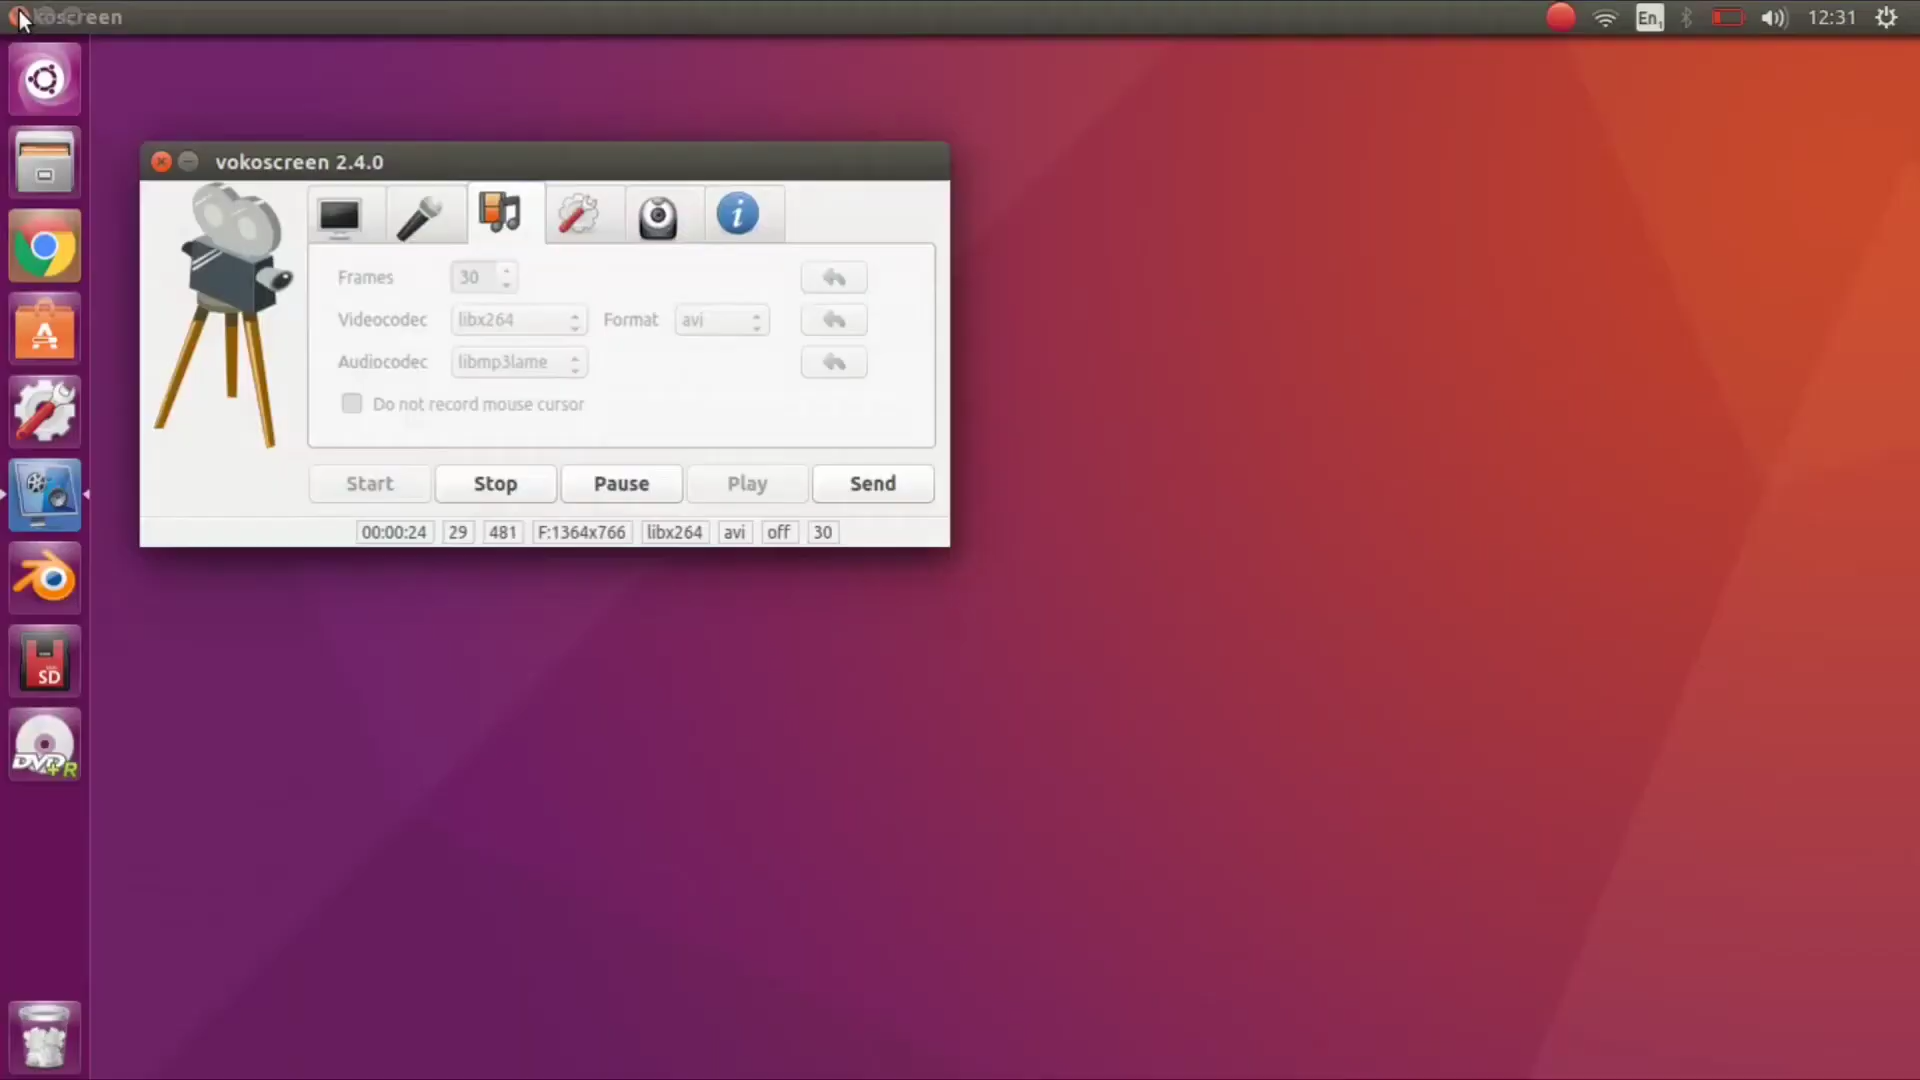 koscreen
En1
12:31
vokoscreen 2.4.0
Frames 30
Videocodec libx264 Format avi
Audiocodec libmp3lame
Do not record mouse cursor
Start Stop Pause Play Send
00:00:24 29 481 F:1364x766 libx264 avi off 30
A
SD
DVD+R